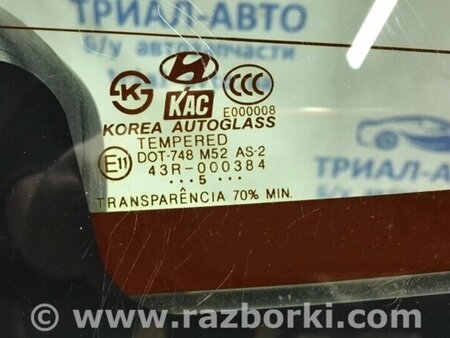 ТРИАЛ-АВТО
Б/у автозапчасти
KAC
E000008
KOREA AUTOGLASS
TEMPERED
E11 DOT-748 M52 AS-2
43R-000384
...5...
TRANSPARÊNCIA 70% MIN.
ТРИАЛ-А
© www.razborki.com